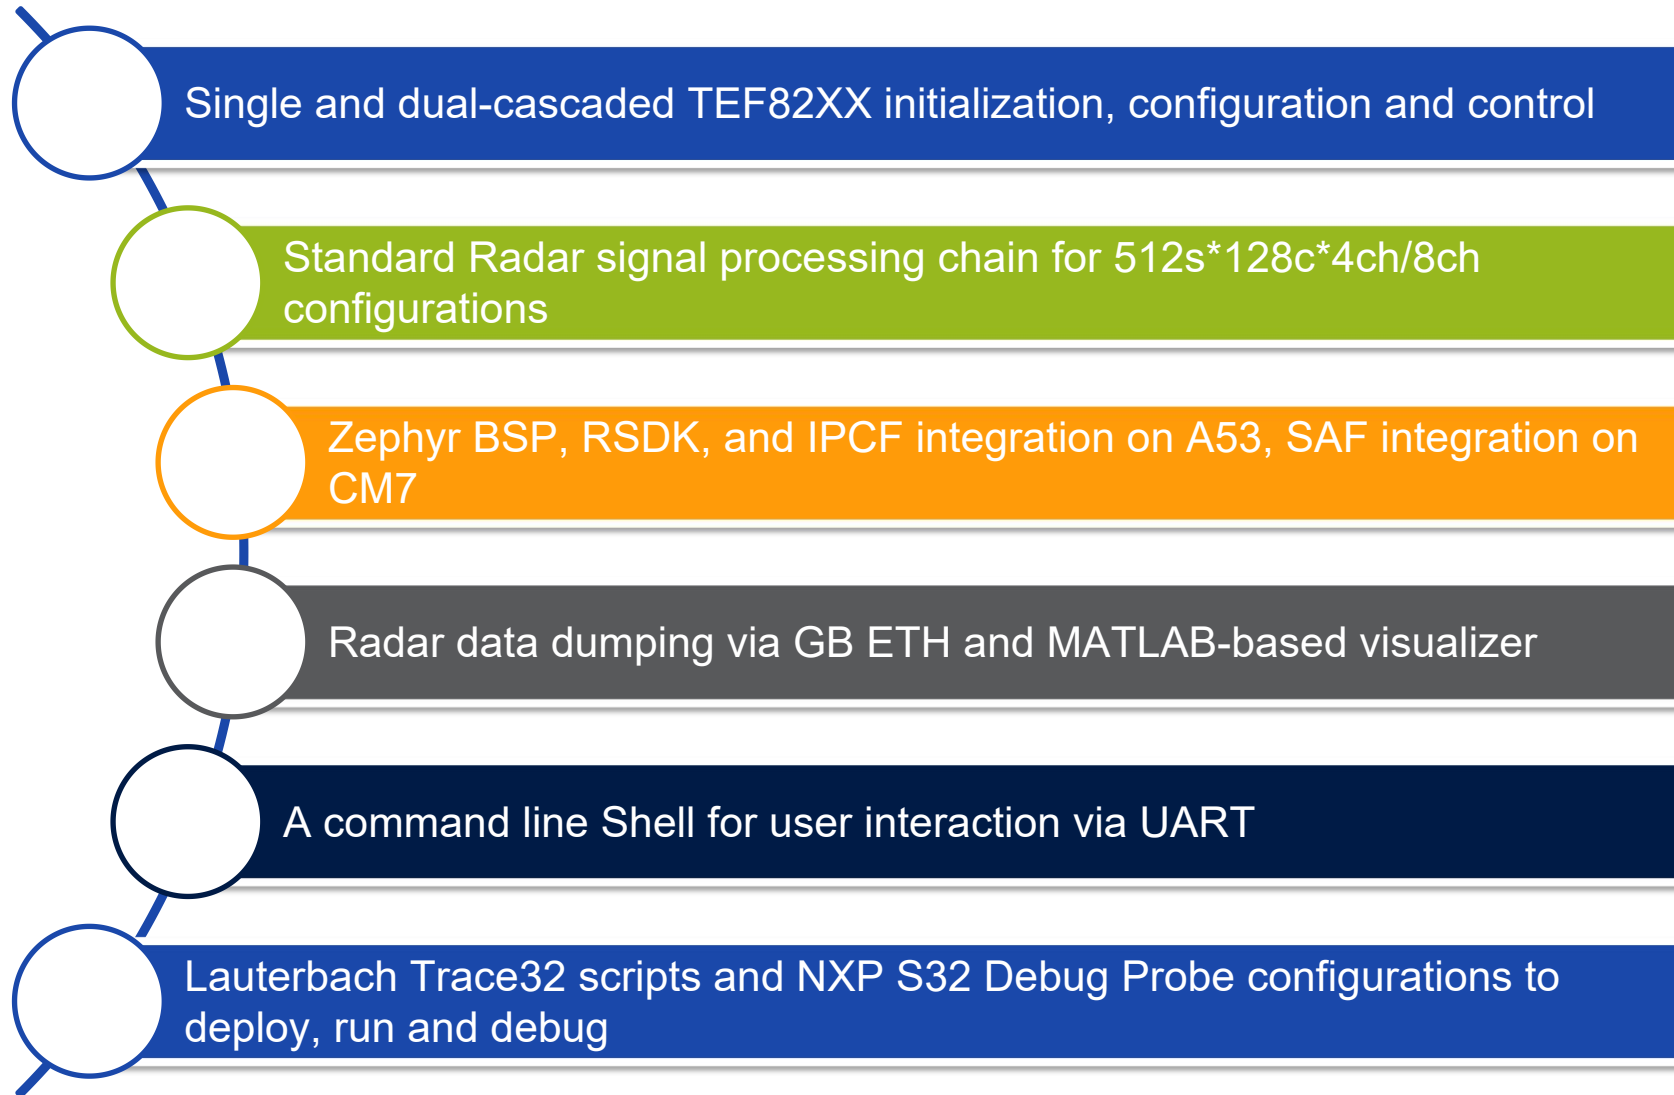 Single and dual-cascaded TEF82XX initialization, configuration and control
Standard Radar signal processing chain for 512s*128c*4ch/8ch
configurations
Zephyr BSP, RSDK, and IPCF integration on A53, SAF integration on
CM7
Radar data dumping via GB ETH and MATLAB-based visualizer
A command line Shell for user interaction via UART
Lauterbach Trace32 scripts and NXP S32 Debug Probe configurations to
deploy, run and debug